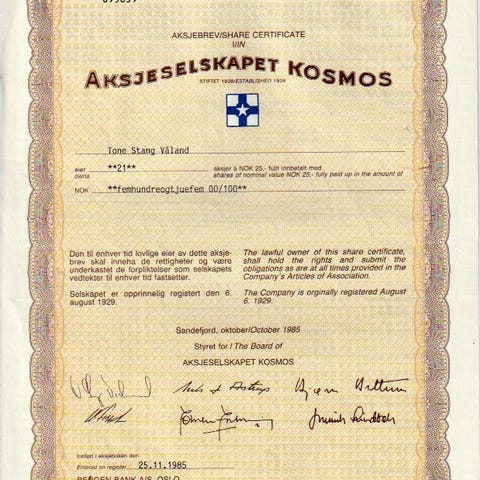 AKSJEBREV/SHARE CERTIFICATE
I/IN
AKSJESELSKAPET KOSMOS
STIFTET 1929/ESTABLISHED 1929
Tone Stang Våland
eier **21** aksjer à NOK 25,- fullt innbetalt med
owns shares of nominal value NOK 25,- fully paid up in the amount of
NOK **femhundreogtjuefem 00/100**
Den til enhver tid lovlige eier av dette aksje-
brev skal inneha de rettigheter og være
underkastet de forpliktelser som selskapets
vedtekter til enhver tid fastsetter.
Selskapet er opprinnelig registert den 6.
august 1929.
The lawful owner of this share certificate,
shall hold the rights and submit the
obligations as are at all times provided in the
Company's Articles of Association.
The Company is orginally registered August
6. 1929.
Sandefjord, oktober/October 1985
Styret for/The Board of
AKSJESELSKAPET KOSMOS
Innført i aksjeboken den
Entered on register 25.11.1985
BERGEN BANK A/S, OSLO